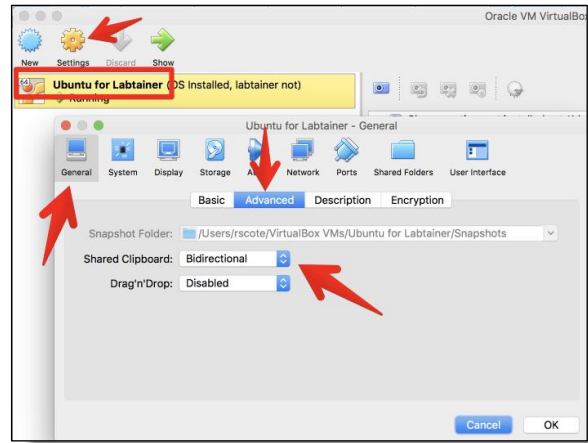 Oracle VM VirtualBox
New Settings Discard Show
64
Ubuntu for Labtainer (OS Installed, labtainer not)
Running
Ubuntu for Labtainer - General
General System Display Storage Network Ports Shared Folders User Interface
Basic Advanced Description Encryption
Snapshot Folder: /Users/rscote/VirtualBox VMs/Ubuntu for Labtainer/Snapshots
Shared Clipboard: Bidirectional
Drag'n'Drop: Disabled
Cancel OK